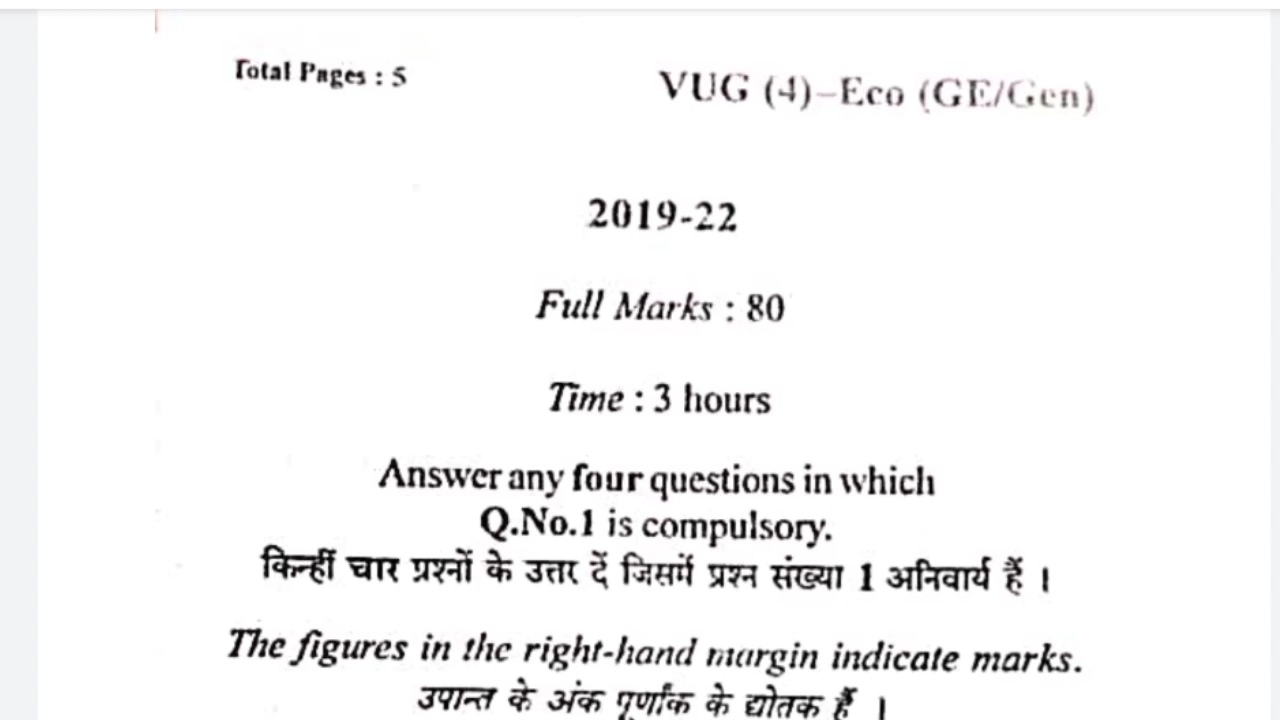 Total Pages : 5
VUG (4)–Eco (GE/Gen)
2019-22
Full Marks : 80
Time : 3 hours
Answer any four questions in which
Q.No.1 is compulsory.
किन्हीं चार प्रश्नों के उत्तर दें जिसमें प्रश्न संख्या 1 अनिवार्य हैं ।
The figures in the right-hand margin indicate marks.
उपान्त के अंक पूर्णांक के द्योतक हैं ।